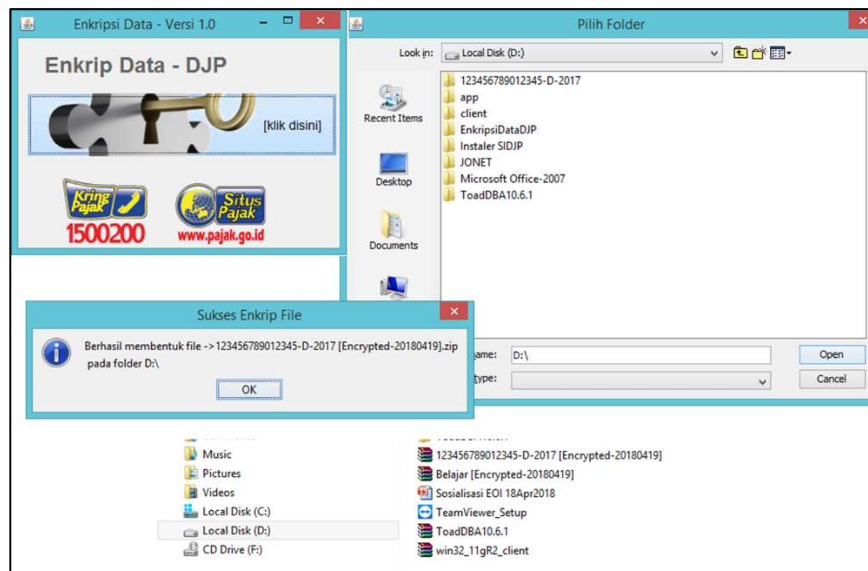 Enkripsi Data - Versi 1.0
Enkrip Data - DJP
[klik disini]
Kring Pajak
1500200
Situs Pajak
www.pajak.go.id
Pilih Folder
Look in:
Local Disk (D:)
Recent Items
Desktop
Documents
123456789012345-D-2017
app
client
EnkripsiDataDJP
Instaler SIDJP
JONET
Microsoft Office-2007
ToadDBA10.6.1
ame:
D:\
type:
Open
Cancel
Sukses Enkrip File
Berhasil membentuk file ->123456789012345-D-2017 [Encrypted-20180419].zip
pada folder D:\
OK
Music
Pictures
Videos
Local Disk (C:)
Local Disk (D:)
CD Drive (F:)
123456789012345-D-2017 [Encrypted-20180419]
Belajar [Encrypted-20180419]
Sosialisasi EOI 18Apr2018
TeamViewer_Setup
ToadDBA10.6.1
win32_11gR2_client